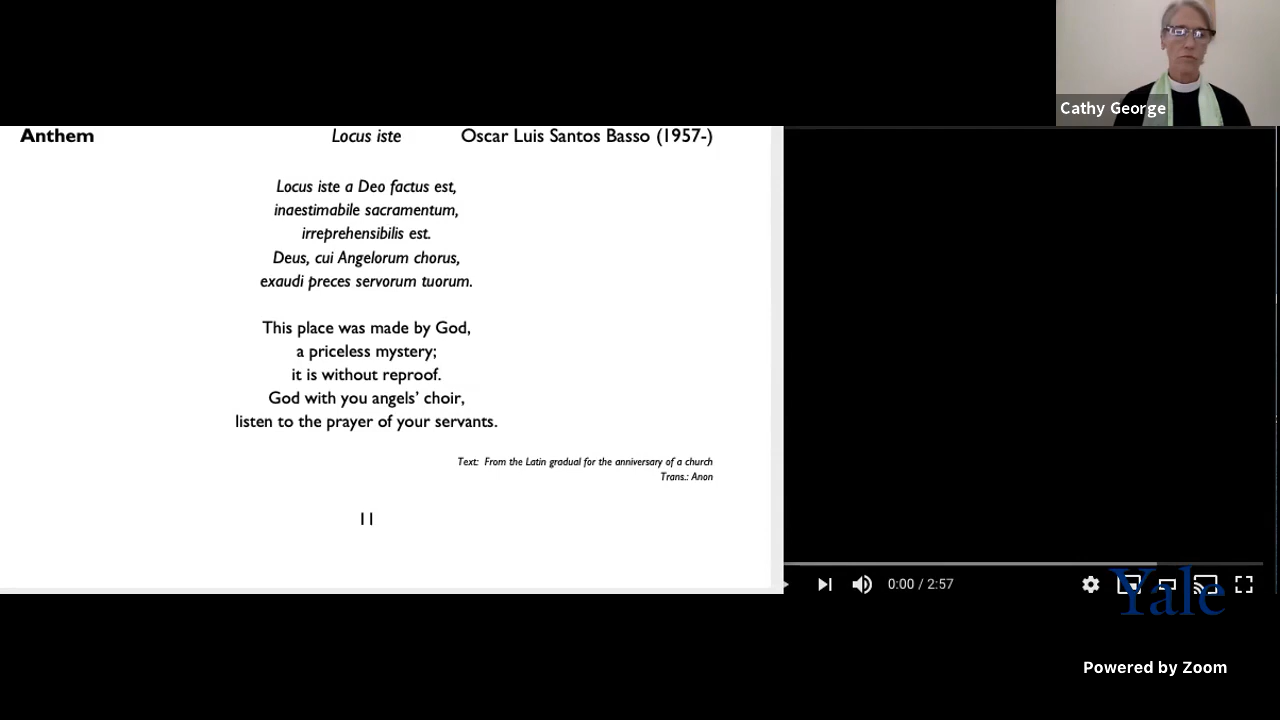 Cathy George
Anthem Locus iste Oscar Luis Santos Basso (1957-)
Locus iste a Deo factus est,
inaestimabile sacramentum,
irreprehensibilis est.
Deus, cui Angelorum chorus,
exaudi preces servorum tuorum.
This place was made by God,
a priceless mystery;
it is without reproof.
God with you angels’ choir,
listen to the prayer of your servants.
Text: From the Latin gradual for the anniversary of a church
Trans.: Anon
11
0:00 / 2:57
Yale
Powered by Zoom